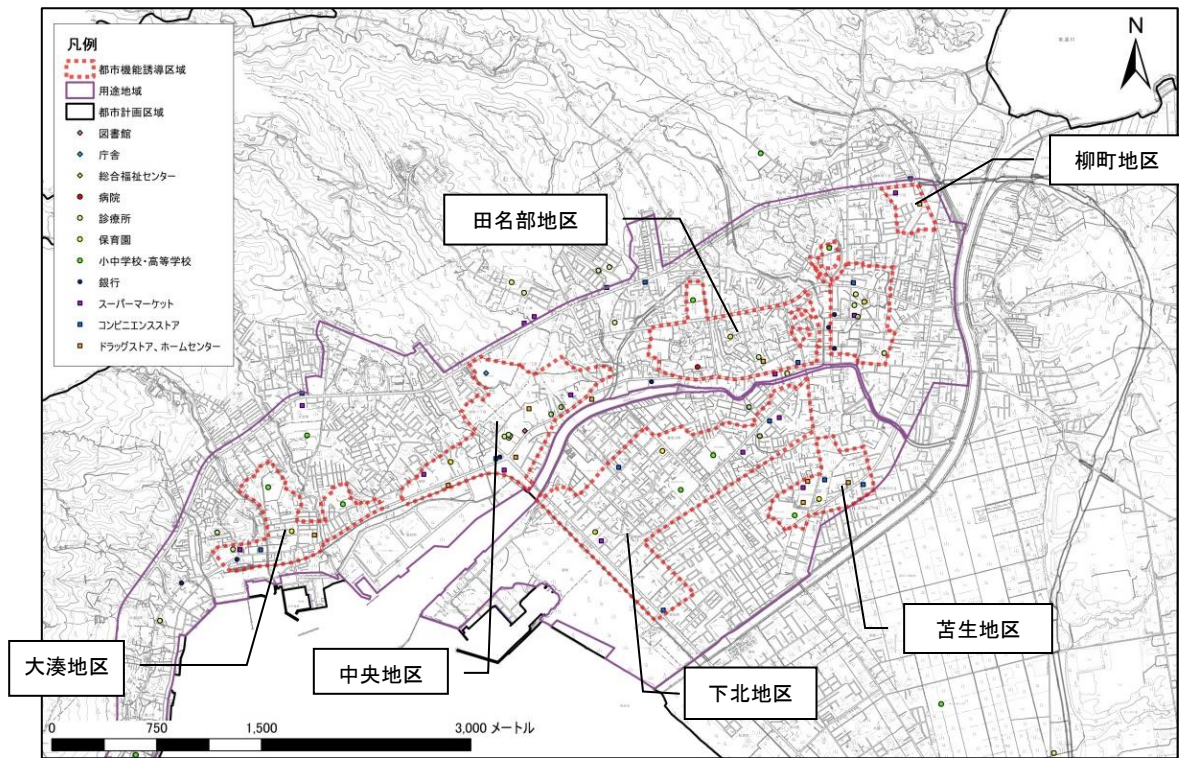 凡例
都市機能誘導区域
用途地域
都市計画区域
図書館
庁舎
総合福祉センター
病院
診療所
保育園
小中学校・高等学校
銀行
スーパーマーケット
コンビニエンスストア
ドラッグストア、ホームセンター
N
柳町地区
田名部地区
苫生地区
大湊地区
中央地区
下北地区
0 750 1,500 3,000 メートル